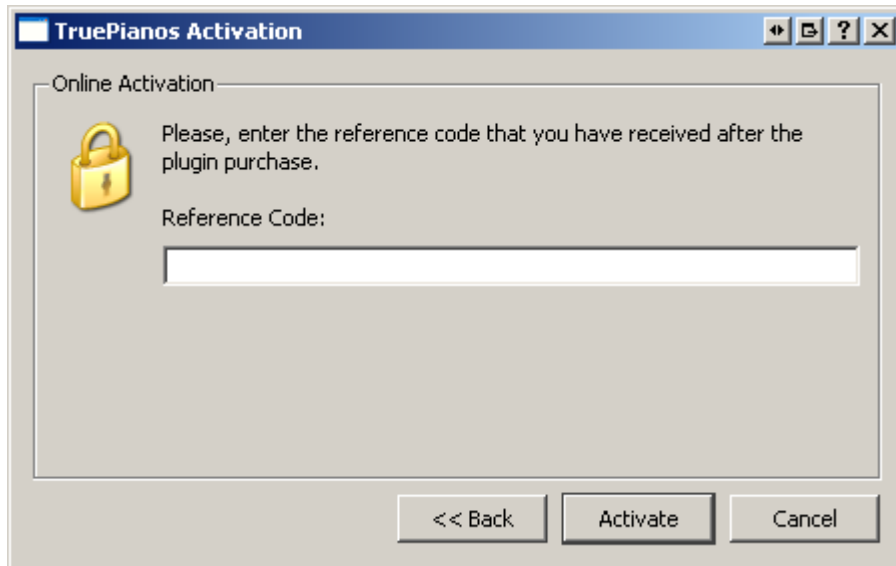 TruePianos Activation
Online Activation
Please, enter the reference code that you have received after the
plugin purchase.
Reference Code:
<< Back
Activate
Cancel